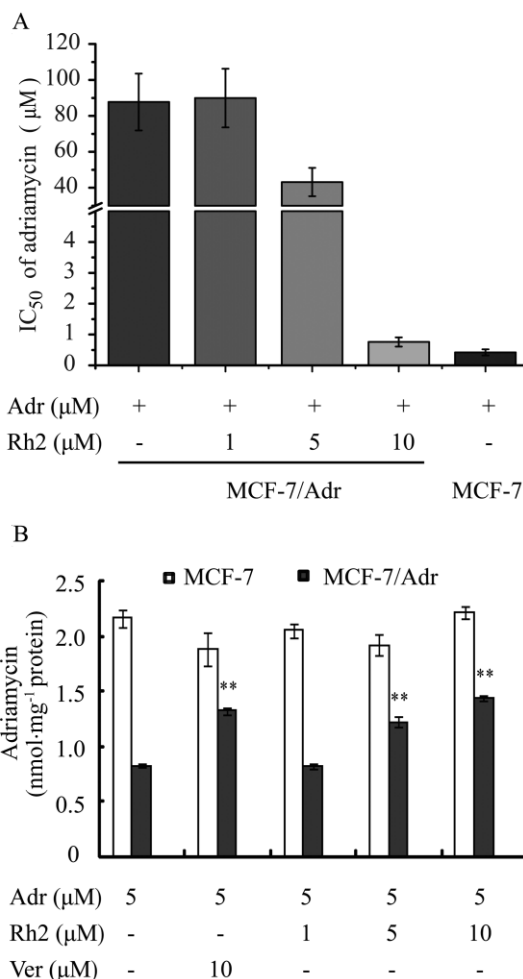 A
IC50 of adriamycin ( μM)
120
100
80
60
40
4
3
2
1
0
Adr (μM) + + + + +
Rh2 (μM) - 1 5 10 -
MCF-7/Adr MCF-7
B
MCF-7 MCF-7/Adr
Adriamycin
(nmol·mg-1 protein)
2.5
2.0
1.5
1.0
0.5
0
**
**
**
Adr (μM) 5 5 5 5 5
Rh2 (μM) - - 1 5 10
Ver (μM) - 10 - - -